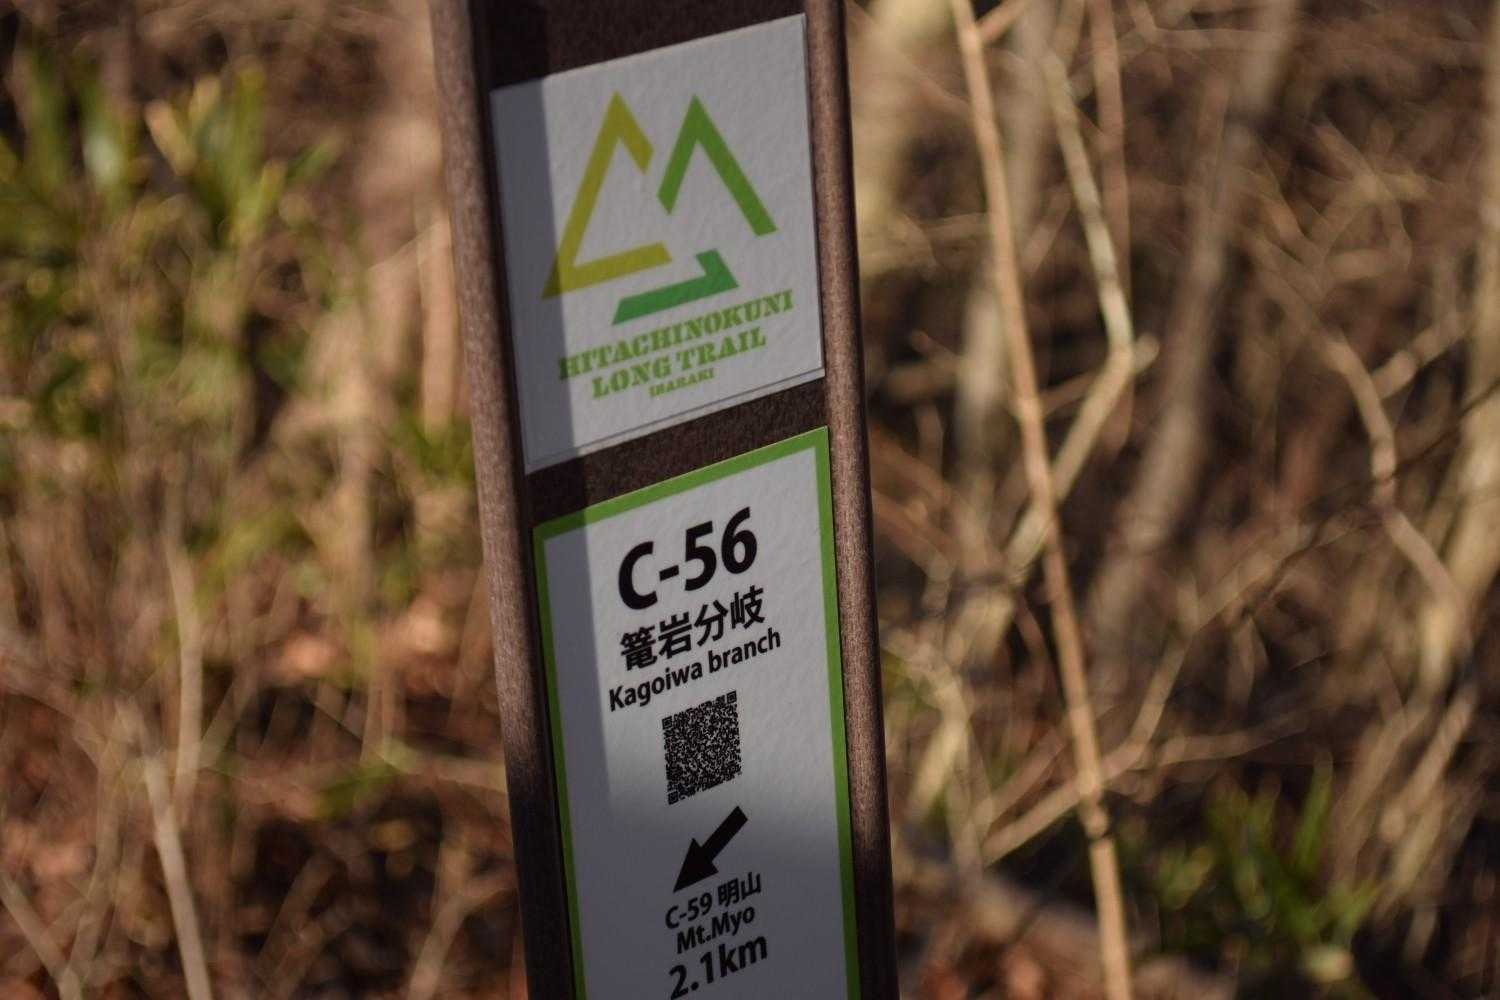 HITACHINOKUNI
LONG TRAIL
IBARAKI
C-56
篭岩分岐
Kagoiwa branch
C-59 明山
Mt.Myo
2.1km